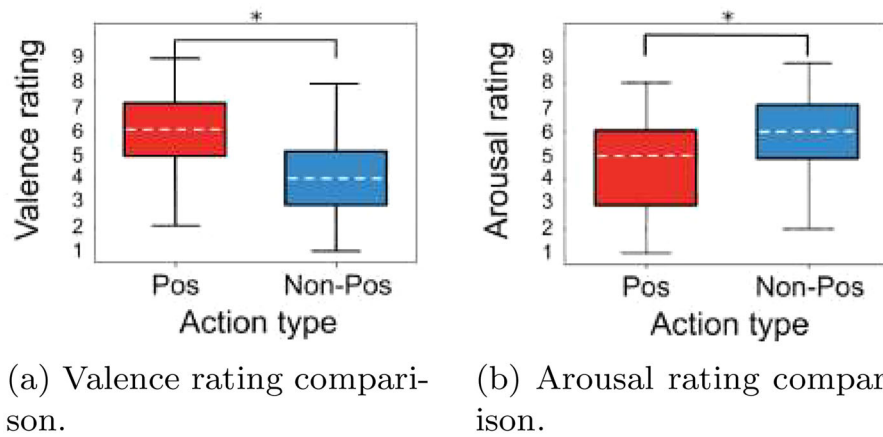 *
Valence rating
9
8
7
6
5
4
3
2
1
Pos Non-Pos
Action type
(a) Valence rating compari-
son.
*
Arousal rating
9
8
7
6
5
4
3
2
1
Pos Non-Pos
Action type
(b) Arousal rating compar-
ison.